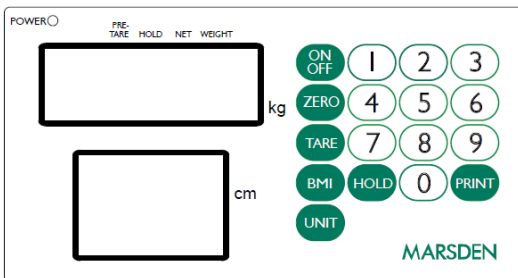 POWER
PRE-
TARE HOLD NET WEIGHT
kg
cm
ON
OFF
1 2 3
ZERO 4 5 6
TARE 7 8 9
BMI HOLD 0 PRINT
UNIT
MARSDEN